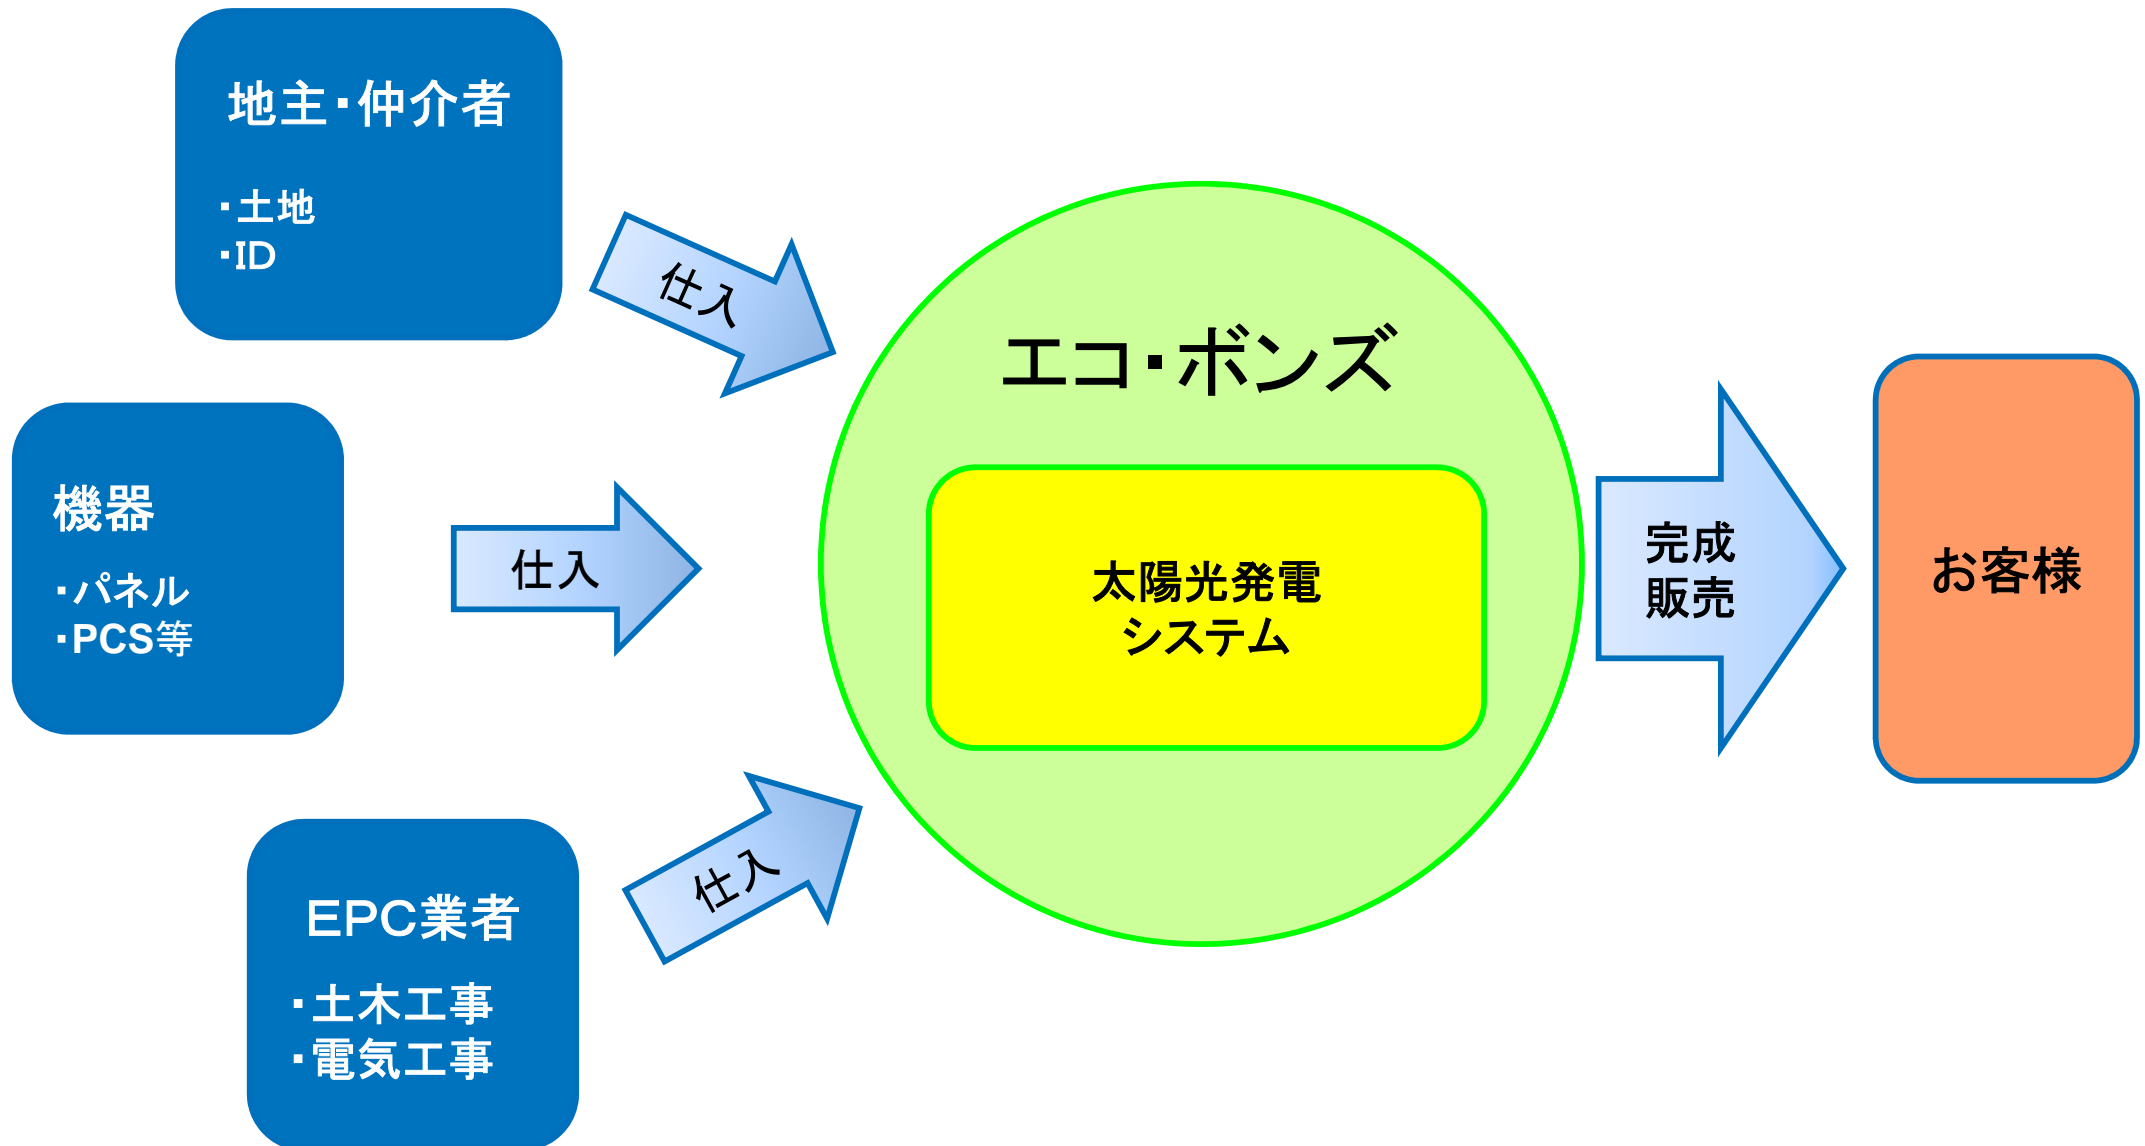 地主・仲介者
・土地
・ID
仕入
機器
・パネル
・PCS等
仕入
EPC業者
・土木工事
・電気工事
仕入
エコ・ボンズ
太陽光発電
システム
完成
販売
お客様